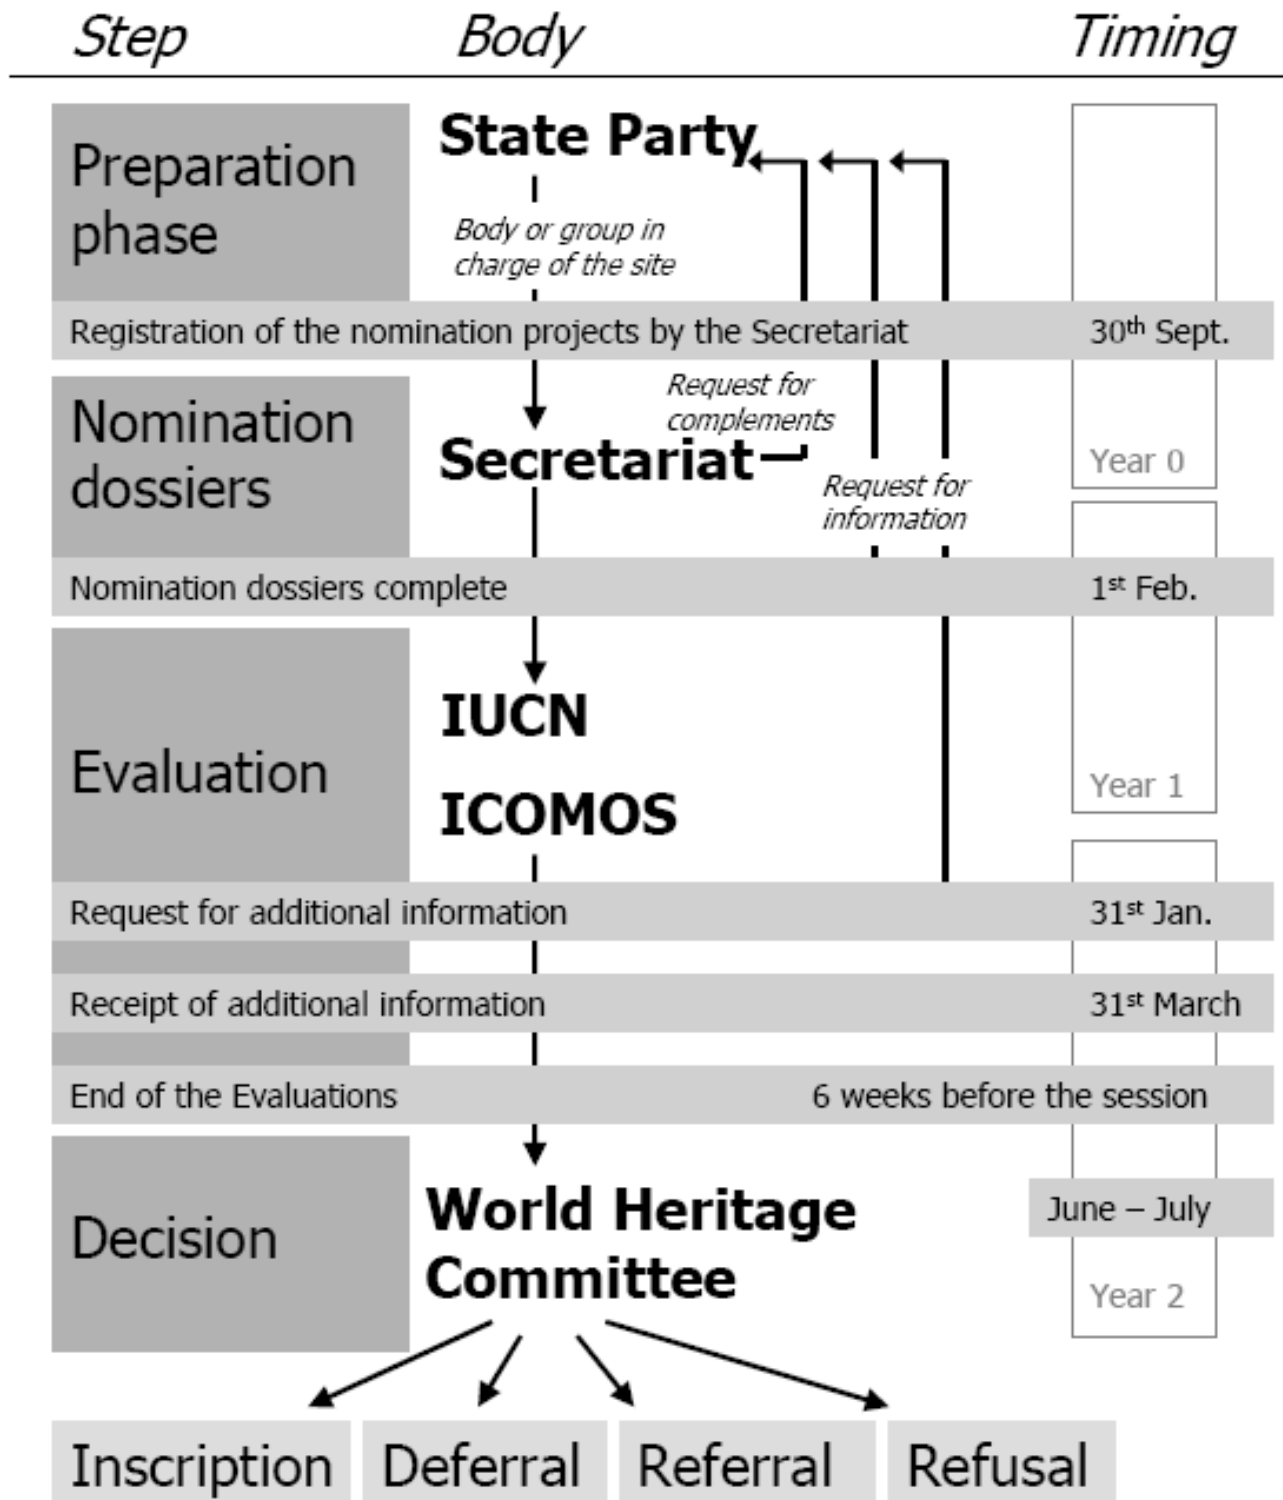 Step Body Timing
State Party
Preparation
phase
Body or group in
charge of the site
Registration of the nomination projects by the Secretariat 30th Sept.
Request for
complements
Nomination
dossiers
Secretariat
Year 0
Request for
information
Nomination dossiers complete 1st Feb.
IUCN
Evaluation
Year 1
ICOMOS
Request for additional information 31st Jan.
Receipt of additional information 31st March
End of the Evaluations 6 weeks before the session
Decision
World Heritage
Committee
June – July
Year 2
Inscription Deferral Referral Refusal